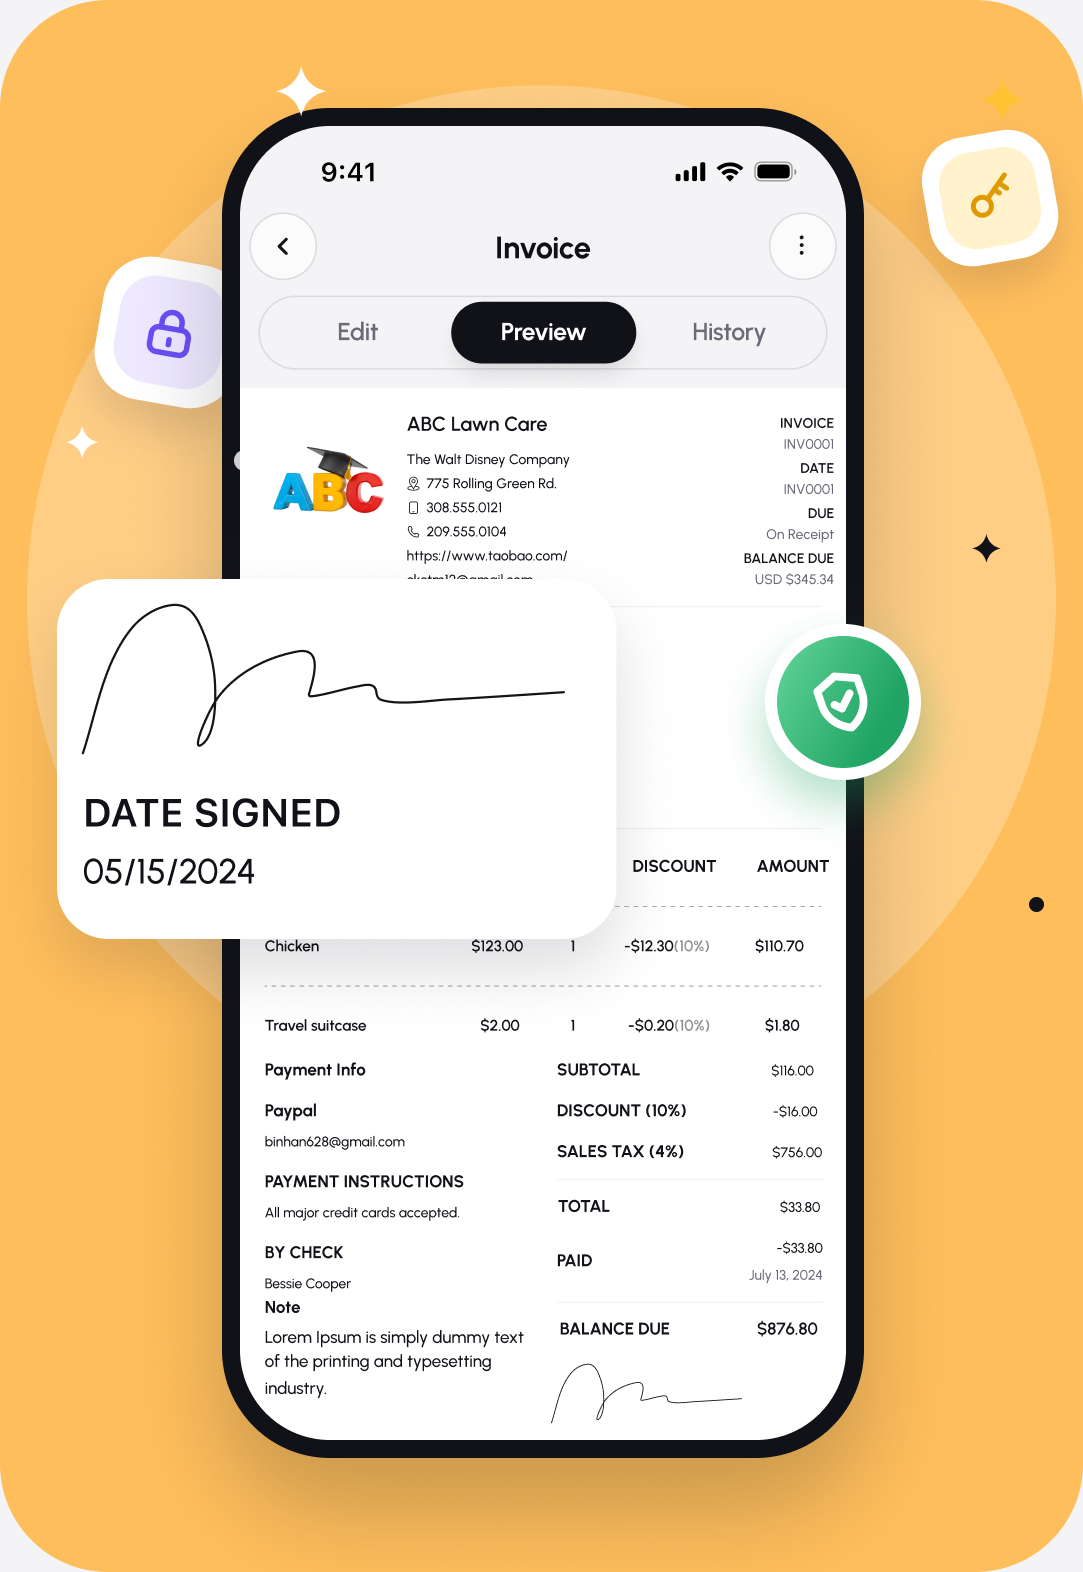 9:41
Invoice
Edit
Preview
History
ABC
ABC Lawn Care
The Walt Disney Company
775 Rolling Green Rd.
308.555.0121
209.555.0104
https://www.taobao.com/
INVOICE
INV0001
DATE
INV0001
DUE
On Receipt
BALANCE DUE
USD $345.34
DATE SIGNED
05/15/2024
DISCOUNT AMOUNT
Chicken $123.00 1 -$12.30(10%) $110.70
Travel suitcase $2.00 1 -$0.20(10%) $1.80
Payment Info
Paypal
binhan628@gmail.com
PAYMENT INSTRUCTIONS
All major credit cards accepted.
BY CHECK
Bessie Cooper
Note
Lorem Ipsum is simply dummy text
of the printing and typesetting
industry.
SUBTOTAL $116.00
DISCOUNT (10%) -$16.00
SALES TAX (4%) $756.00
TOTAL $33.80
PAID -$33.80
July 13, 2024
BALANCE DUE $876.80